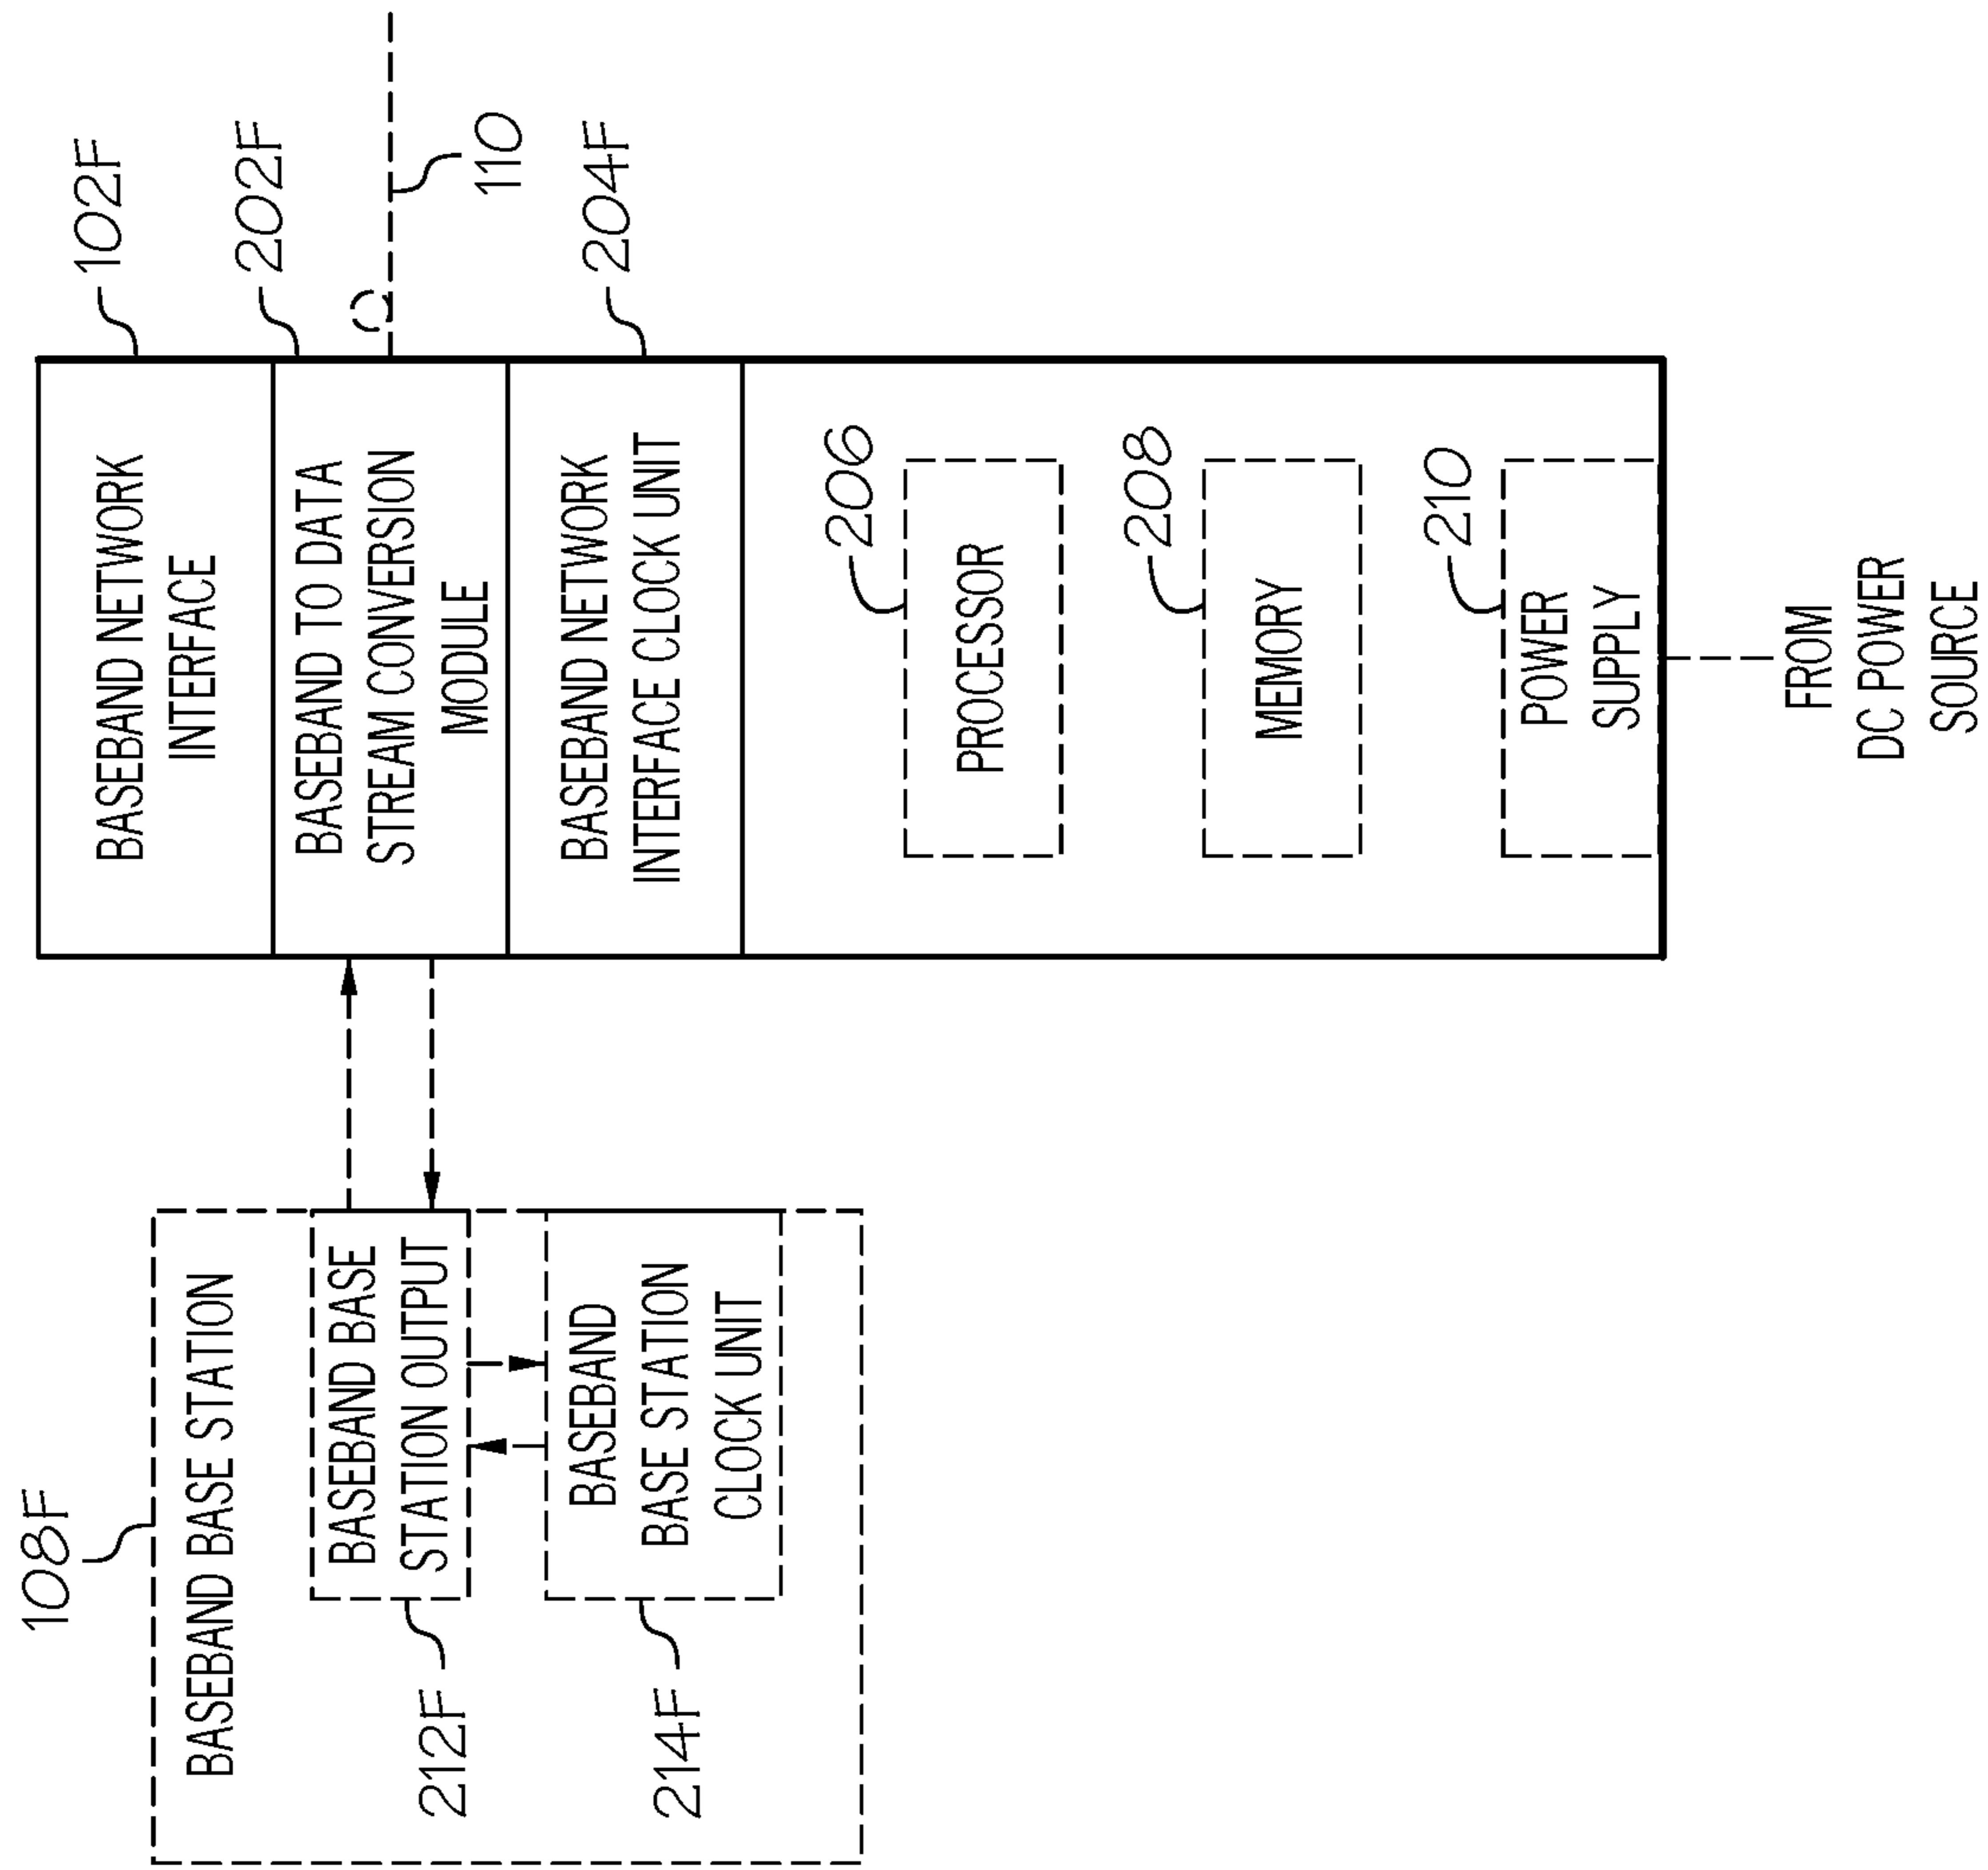 108F
BASEBAND BASE STATION
BASEBAND BASE
STATION OUTPUT
212F
BASEBAND
BASE STATION
CLOCK UNIT
214F
102F
BASEBAND NETWORK
INTERFACE
202F
BASEBAND TO DATA
STREAM CONVERSION
MODULE
110
204F
BASEBAND NETWORK
INTERFACE CLOCK UNIT
206
PROCESSOR
208
MEMORY
210
POWER
SUPPLY
FROM
DC POWER
SOURCE